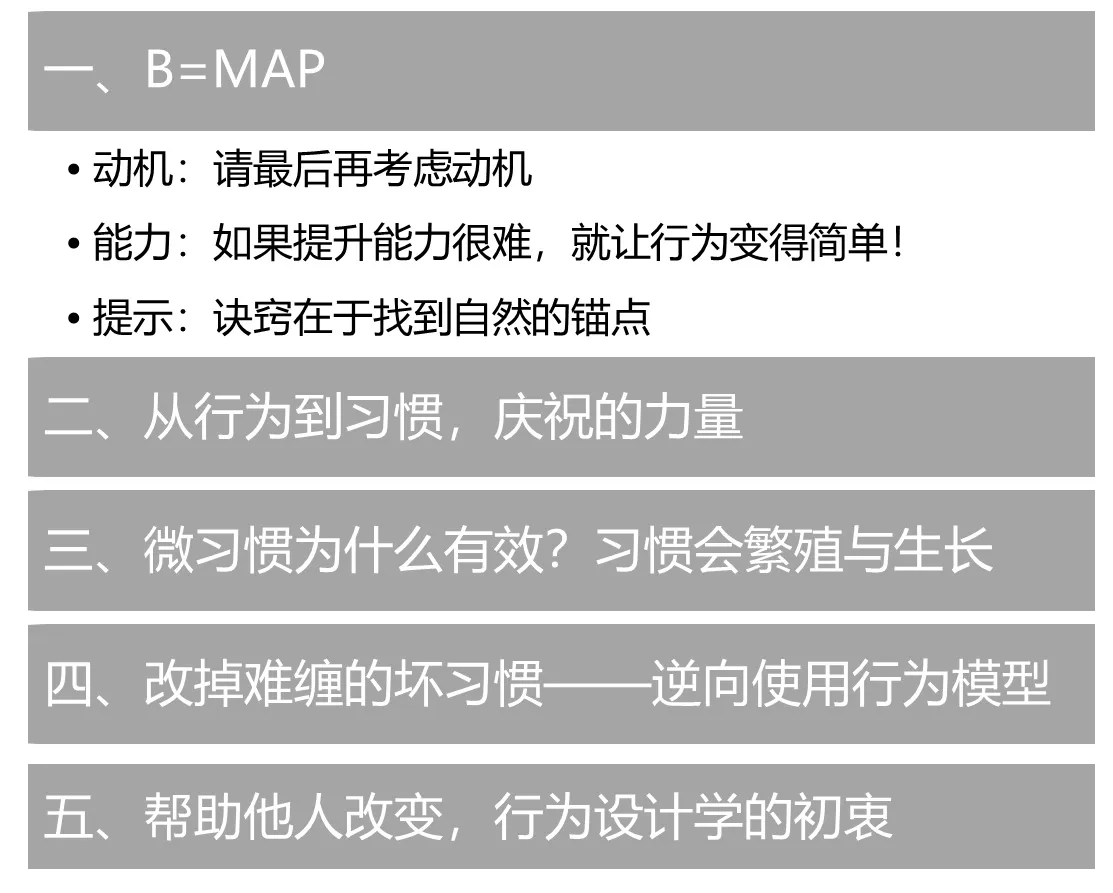 一、B=MAP
• 动机：请最后再考虑动机
• 能力：如果提升能力很难，就让行为变得简单！
• 提示：诀窍在于找到自然的锚点
二、从行为到习惯，庆祝的力量
三、微习惯为什么有效？习惯会繁殖与生长
四、改掉难缠的坏习惯——逆向使用行为模型
五、帮助他人改变，行为设计学的初衷